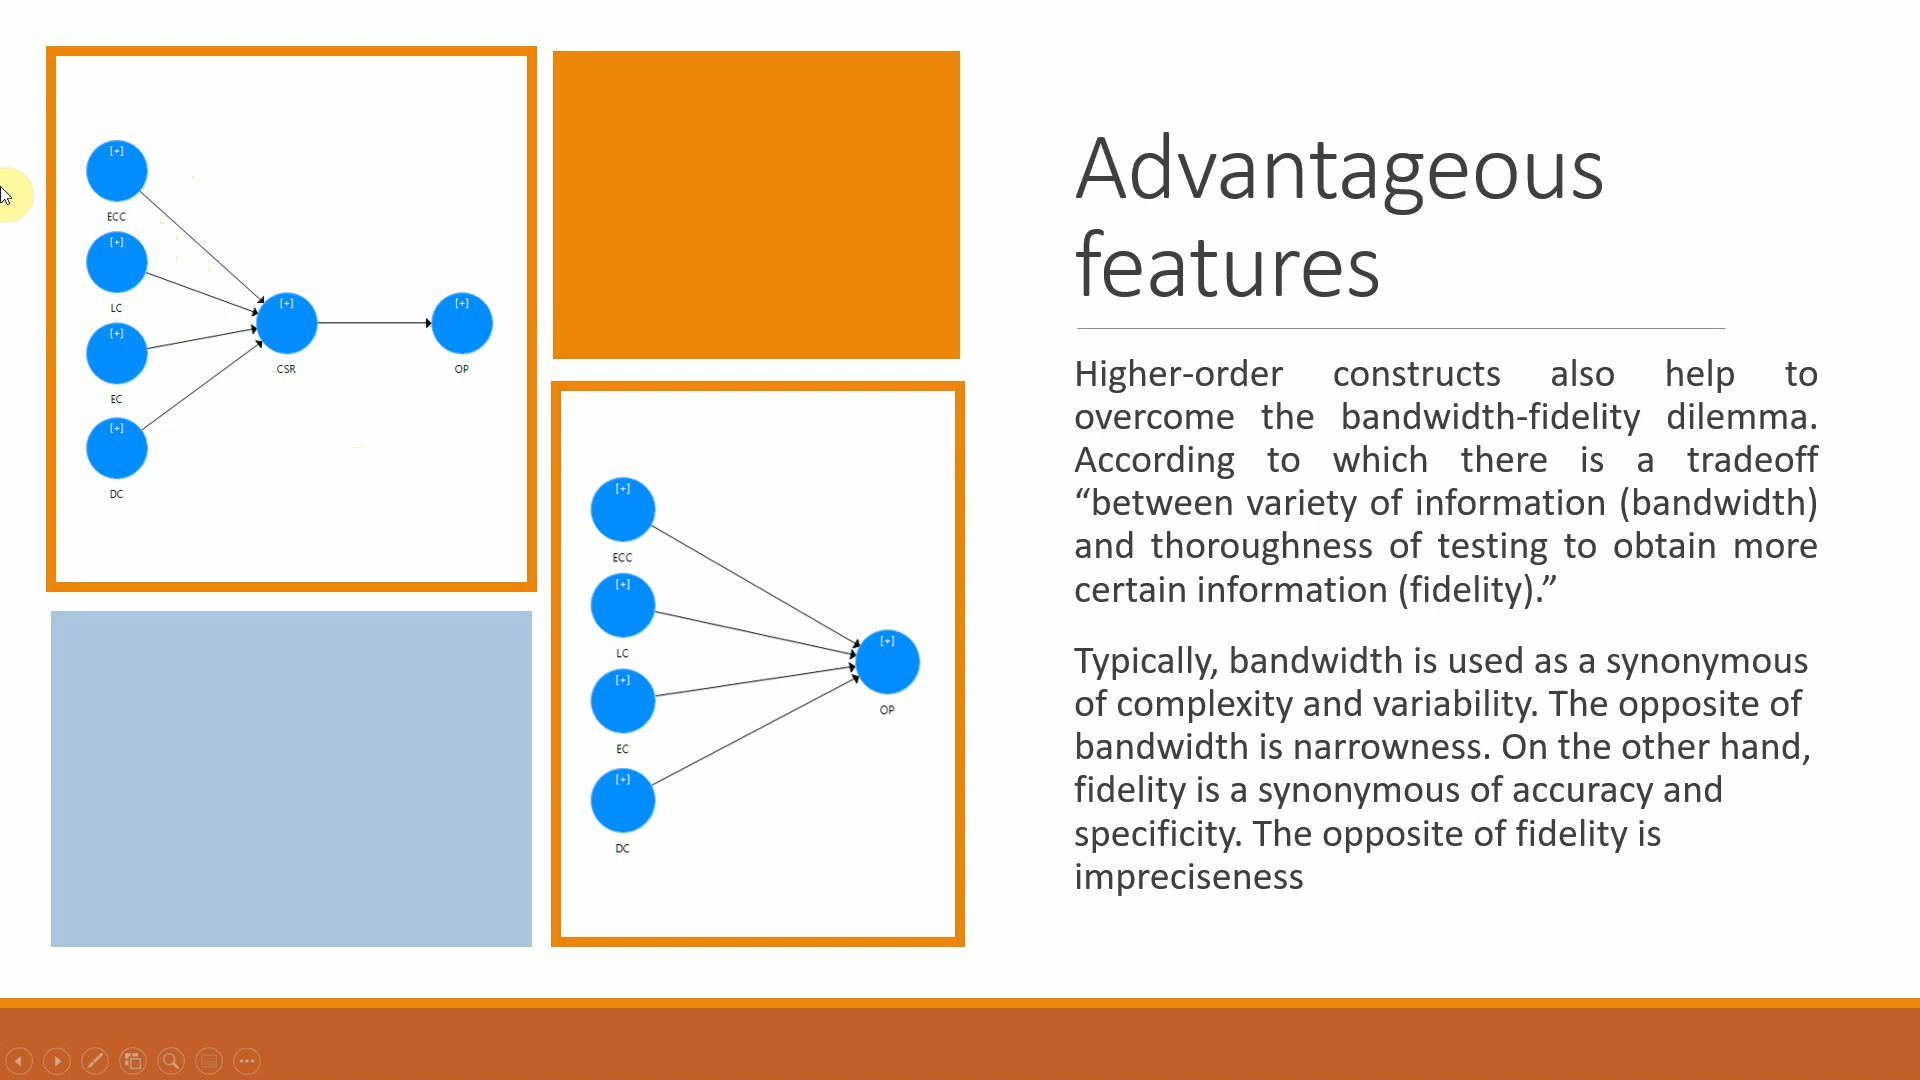 [+]
ECC
[+]
LC
[+]
EC
[+]
DC
[+]
CSR
[+]
OP
[+]
ECC
[+]
LC
[+]
EC
[+]
DC
[+]
OP
Advantageous
features
Higher-order constructs also help to
overcome the bandwidth-fidelity dilemma.
According to which there is a tradeoff
“between variety of information (bandwidth)
and thoroughness of testing to obtain more
certain information (fidelity).”
Typically, bandwidth is used as a synonymous
of complexity and variability. The opposite of
bandwidth is narrowness. On the other hand,
fidelity is a synonymous of accuracy and
specificity. The opposite of fidelity is
impreciseness